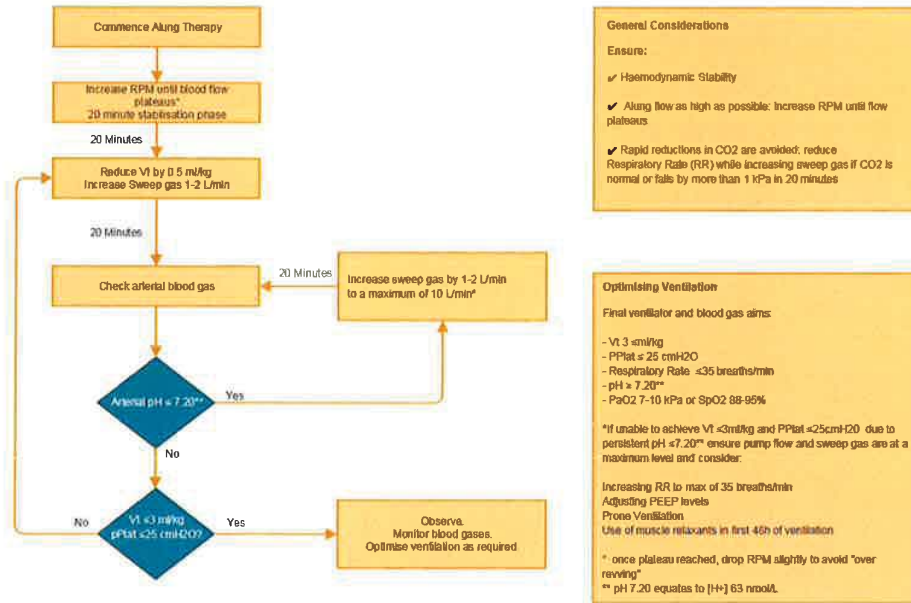 Commence Alung Therapy
Increase RPM until blood flow
plateaus*
20 minute stabilisation phase
20 Minutes
Reduce Vt by 0.5 ml/kg
Increase Sweep gas 1-2 L/min
20 Minutes
Check arterial blood gas
20 Minutes
Increase sweep gas by 1-2 L/min
to a maximum of 10 L/min*
Arterial pH ≤ 7.20**
Yes
No
Vt ≤3 ml/kg
pPlat ≤25 cmH2O?
No
Yes
Observe.
Monitor blood gases.
Optimise ventilation as required
General Considerations
Ensure:
✔ Haemodynamic Stability
✔ Alung flow as high as possible: Increase RPM until flow
plateaus
✔ Rapid reductions in CO2 are avoided: reduce
Respiratory Rate (RR) while increasing sweep gas if CO2 is
normal or falls by more than 1 kPa in 20 minutes
Optimising Ventilation
Final ventilator and blood gas aims:
- Vt 3 ≤ml/kg
- PPlat ≤ 25 cmH2O
- Respiratory Rate ≤35 breaths/min
- pH ≥ 7.20**
- PaO2 7-10 kPa or SpO2 88-95%
*If unable to achieve Vt ≤3ml/kg and PPlat ≤25cmH20 due to
persistent pH ≤7.20** ensure pump flow and sweep gas are at a
maximum level and consider:
Increasing RR to max of 35 breaths/min
Adjusting PEEP levels
Prone Ventilation
Use of muscle relaxants in first 48h of ventilation
* once plateau reached, drop RPM slightly to avoid "over
revving"
** pH 7.20 equates to [H+] 63 nmol/L